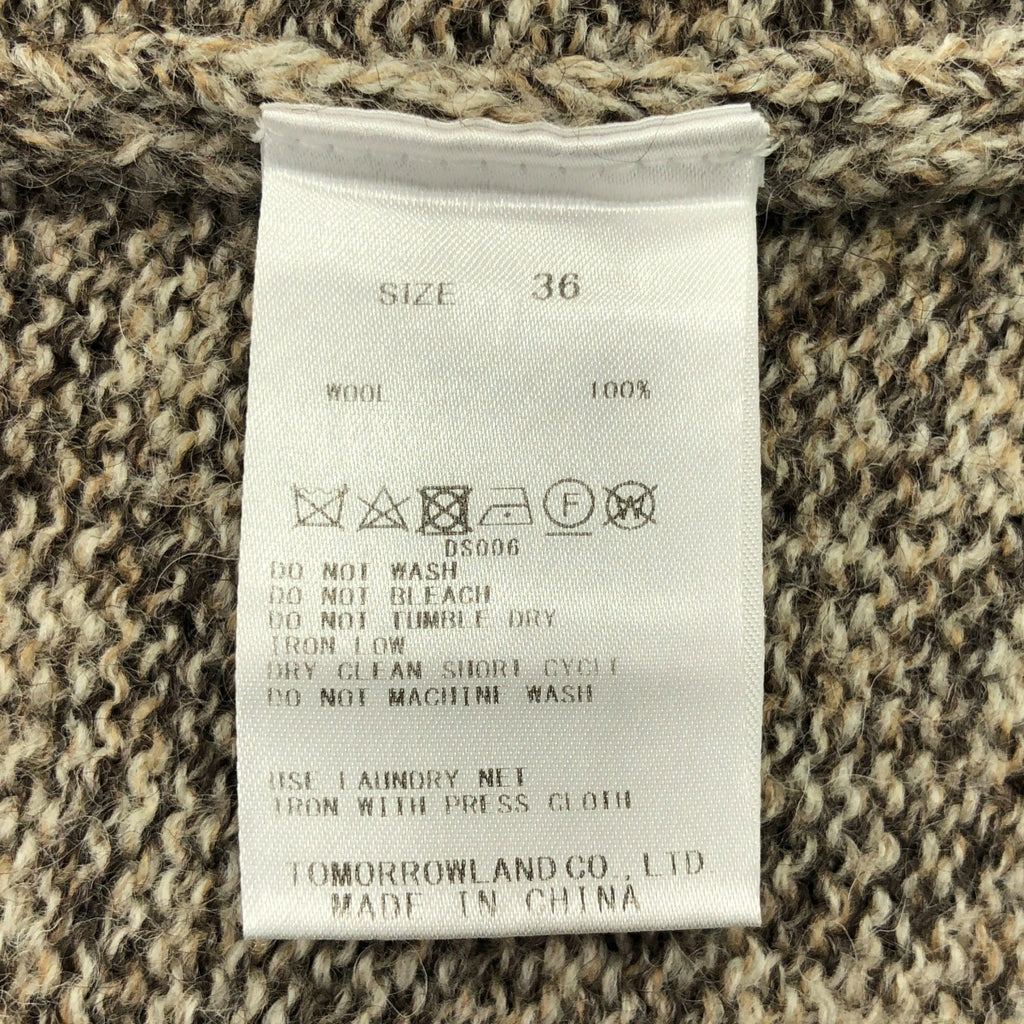 SIZE 36
WOOL 100%
F W
DS006
DO NOT WASH
DO NOT BLEACH
DO NOT TUMBLE DRY
IRON LOW
DRY CLEAN SHORT CYCLE
DO NOT MACHINE WASH
USE LAUNDRY NET
IRON WITH PRESS CLOTH
TOMORROWLAND CO., LTD
MADE IN CHINA